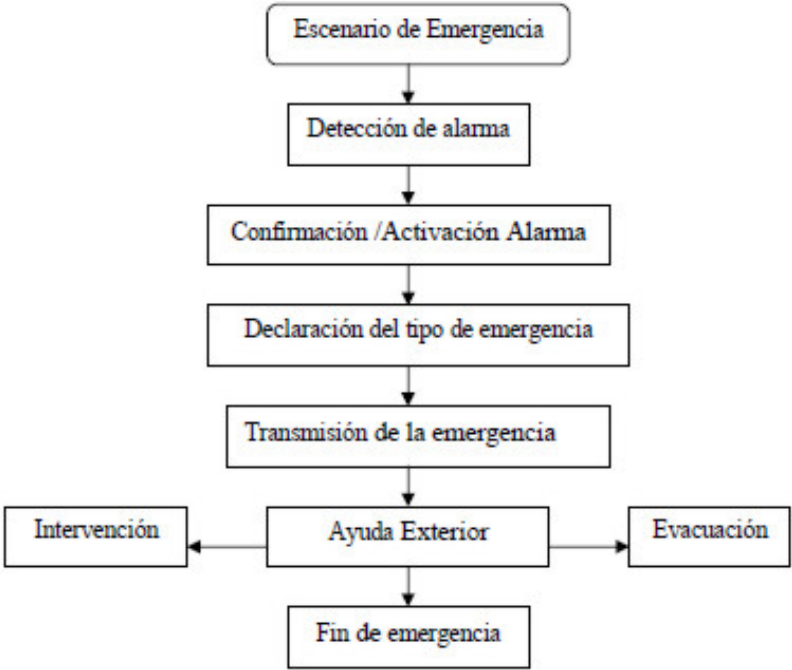 Escenario de Emergencia
Detección de alarma
Confirmación /Activación Alarma
Declaración del tipo de emergencia
Transmisión de la emergencia
Intervención
Ayuda Exterior
Evacuación
Fin de emergencia